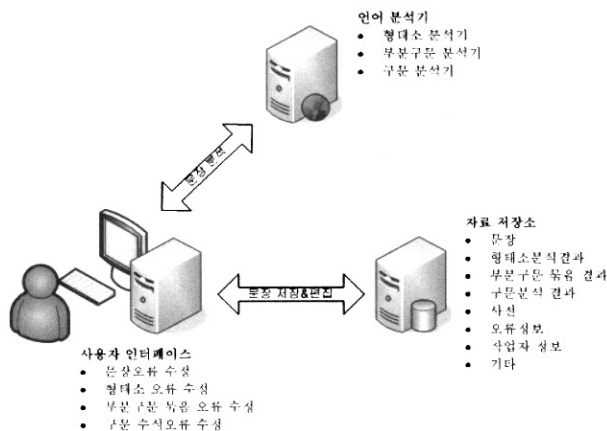 언어 분석기
• 형태소 분석기
• 부분구문 분석기
• 구문 분석기
문장 분석
문장 저장&편집
자료 저장소
• 문장
• 형태소분석결과
• 부분구문 묶음 결과
• 구문분석 결과
• 사전
• 오류정보
• 작업자 정보
• 기타
사용자 인터페이스
• 문장오류 수정
• 형태소 오류 수정
• 부분구문 묶음 오류 수정
• 구문 수식오류 수정